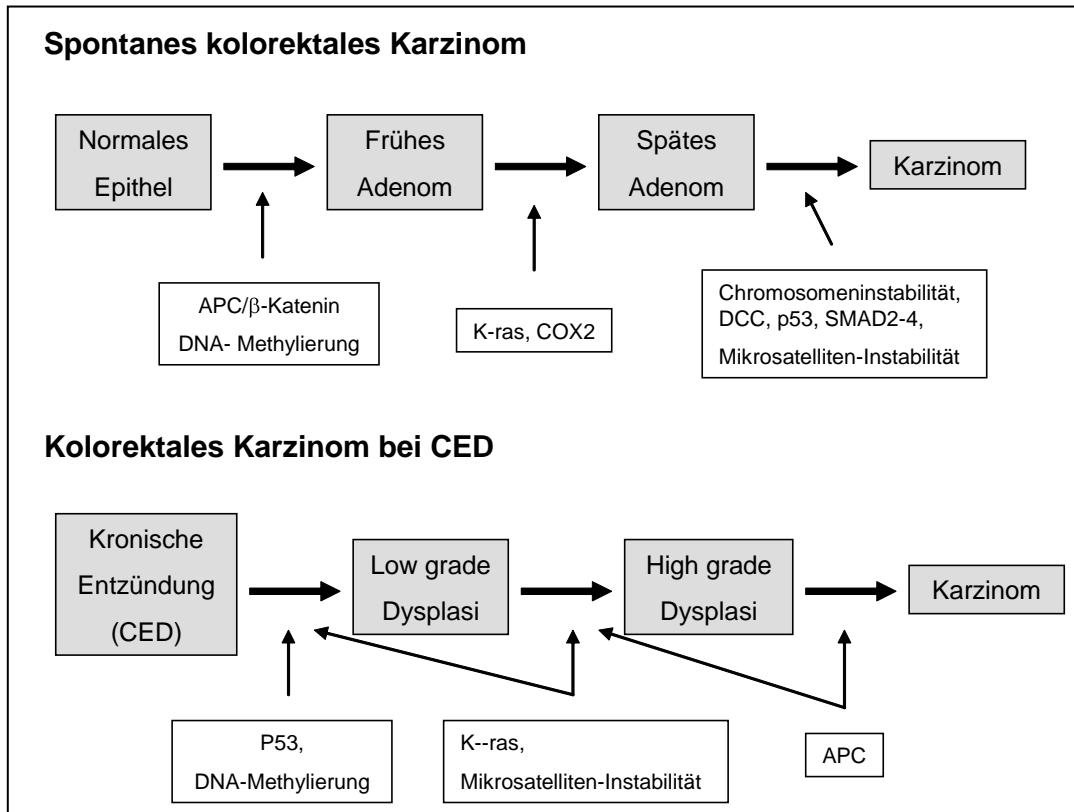 Spontanes kolorektales Karzinom
Normales
Epithel
Frühes
Adenom
Spätes
Adenom
Karzinom
APC/β-Katenin
DNA- Methylierung
K-ras, COX2
Chromosomeninstabilität,
DCC, p53, SMAD2-4,
Mikrosatelliten-Instabilität
Kolorektales Karzinom bei CED
Kronische
Entzündung
(CED)
Low grade
Dysplasi
High grade
Dysplasi
Karzinom
P53,
DNA-Methylierung
K--ras,
Mikrosatelliten-Instabilität
APC